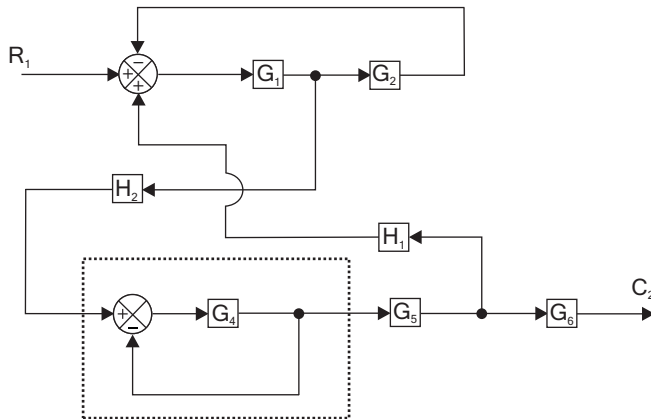 R₁
−
+
+
G₁
G₂
H₂
H₁
C₂
+
−
G₄
G₅
G₆